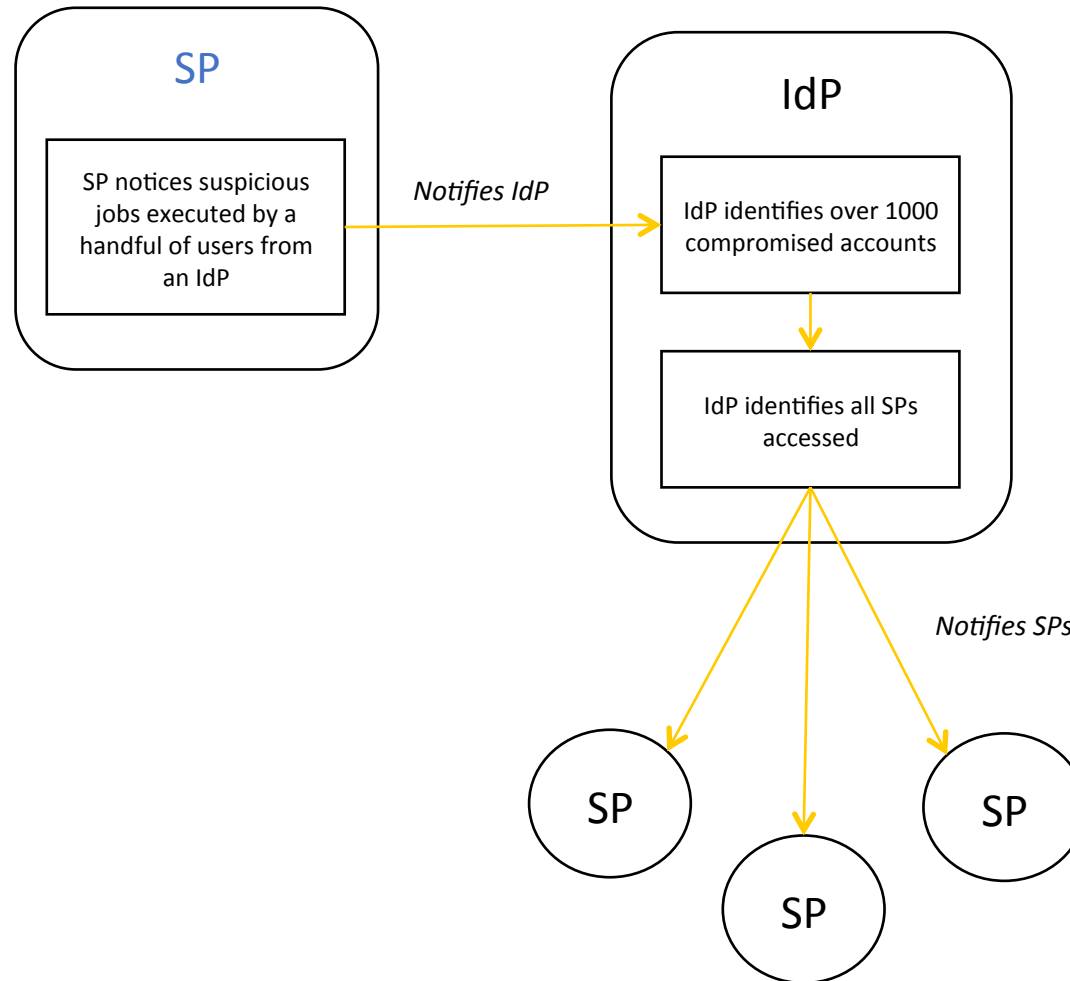 SP
SP notices suspicious
jobs executed by a
handful of users from
an IdP
Notifies IdP
IdP
IdP identifies over 1000
compromised accounts
IdP identifies all SPs
accessed
Notifies SPs
SP
SP
SP